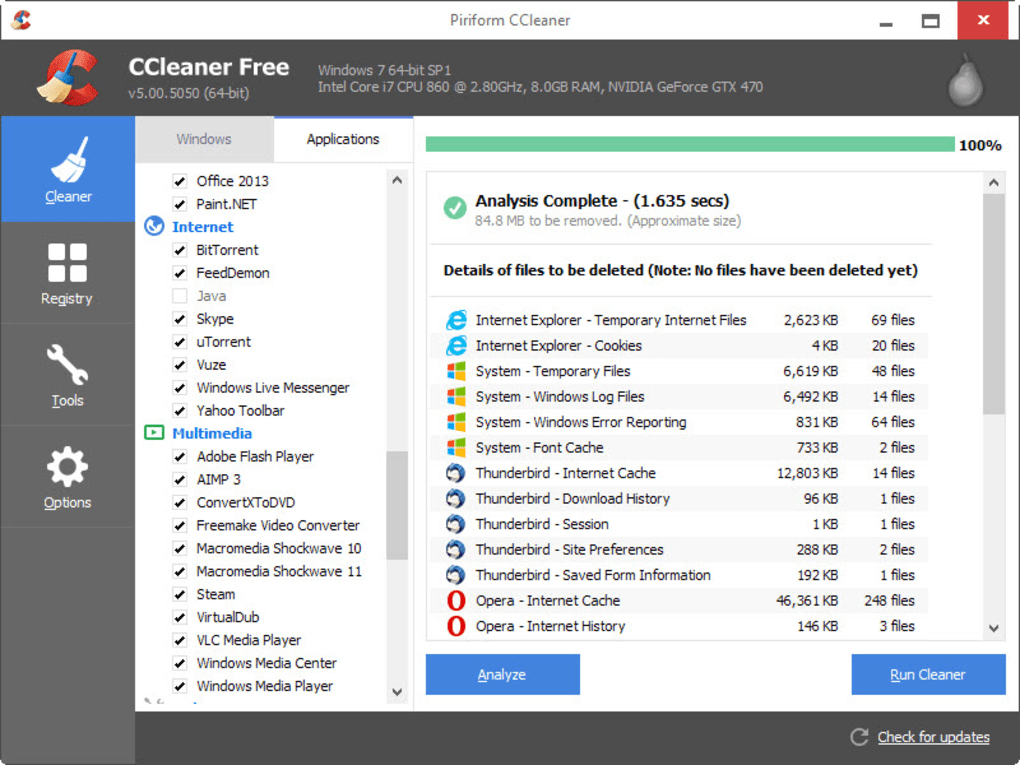 Piriform CCleaner
CCleaner Free
v5.00.5050 (64-bit)
Windows 7 64-bit SP1
Intel Core i7 CPU 860 @ 2.80GHz, 8.0GB RAM, NVIDIA GeForce GTX 470
Cleaner
Registry
Tools
Options
Windows
Applications
Office 2013
Paint.NET
Internet
BitTorrent
FeedDemon
Java
Skype
uTorrent
Vuze
Windows Live Messenger
Yahoo Toolbar
Multimedia
Adobe Flash Player
AIMP 3
ConvertXToDVD
Freemake Video Converter
Macromedia Shockwave 10
Macromedia Shockwave 11
Steam
VirtualDub
VLC Media Player
Windows Media Center
Windows Media Player
100%
Analysis Complete - (1.635 secs)
84.8 MB to be removed. (Approximate size)
Details of files to be deleted (Note: No files have been deleted yet)
Internet Explorer - Temporary Internet Files 2,623 KB 69 files
Internet Explorer - Cookies 4 KB 20 files
System - Temporary Files 6,619 KB 48 files
System - Windows Log Files 6,492 KB 14 files
System - Windows Error Reporting 831 KB 64 files
System - Font Cache 733 KB 2 files
Thunderbird - Internet Cache 12,803 KB 14 files
Thunderbird - Download History 96 KB 1 files
Thunderbird - Session 1 KB 1 files
Thunderbird - Site Preferences 288 KB 2 files
Thunderbird - Saved Form Information 192 KB 1 files
Opera - Internet Cache 46,361 KB 248 files
Opera - Internet History 146 KB 3 files
Analyze
Run Cleaner
Check for updates